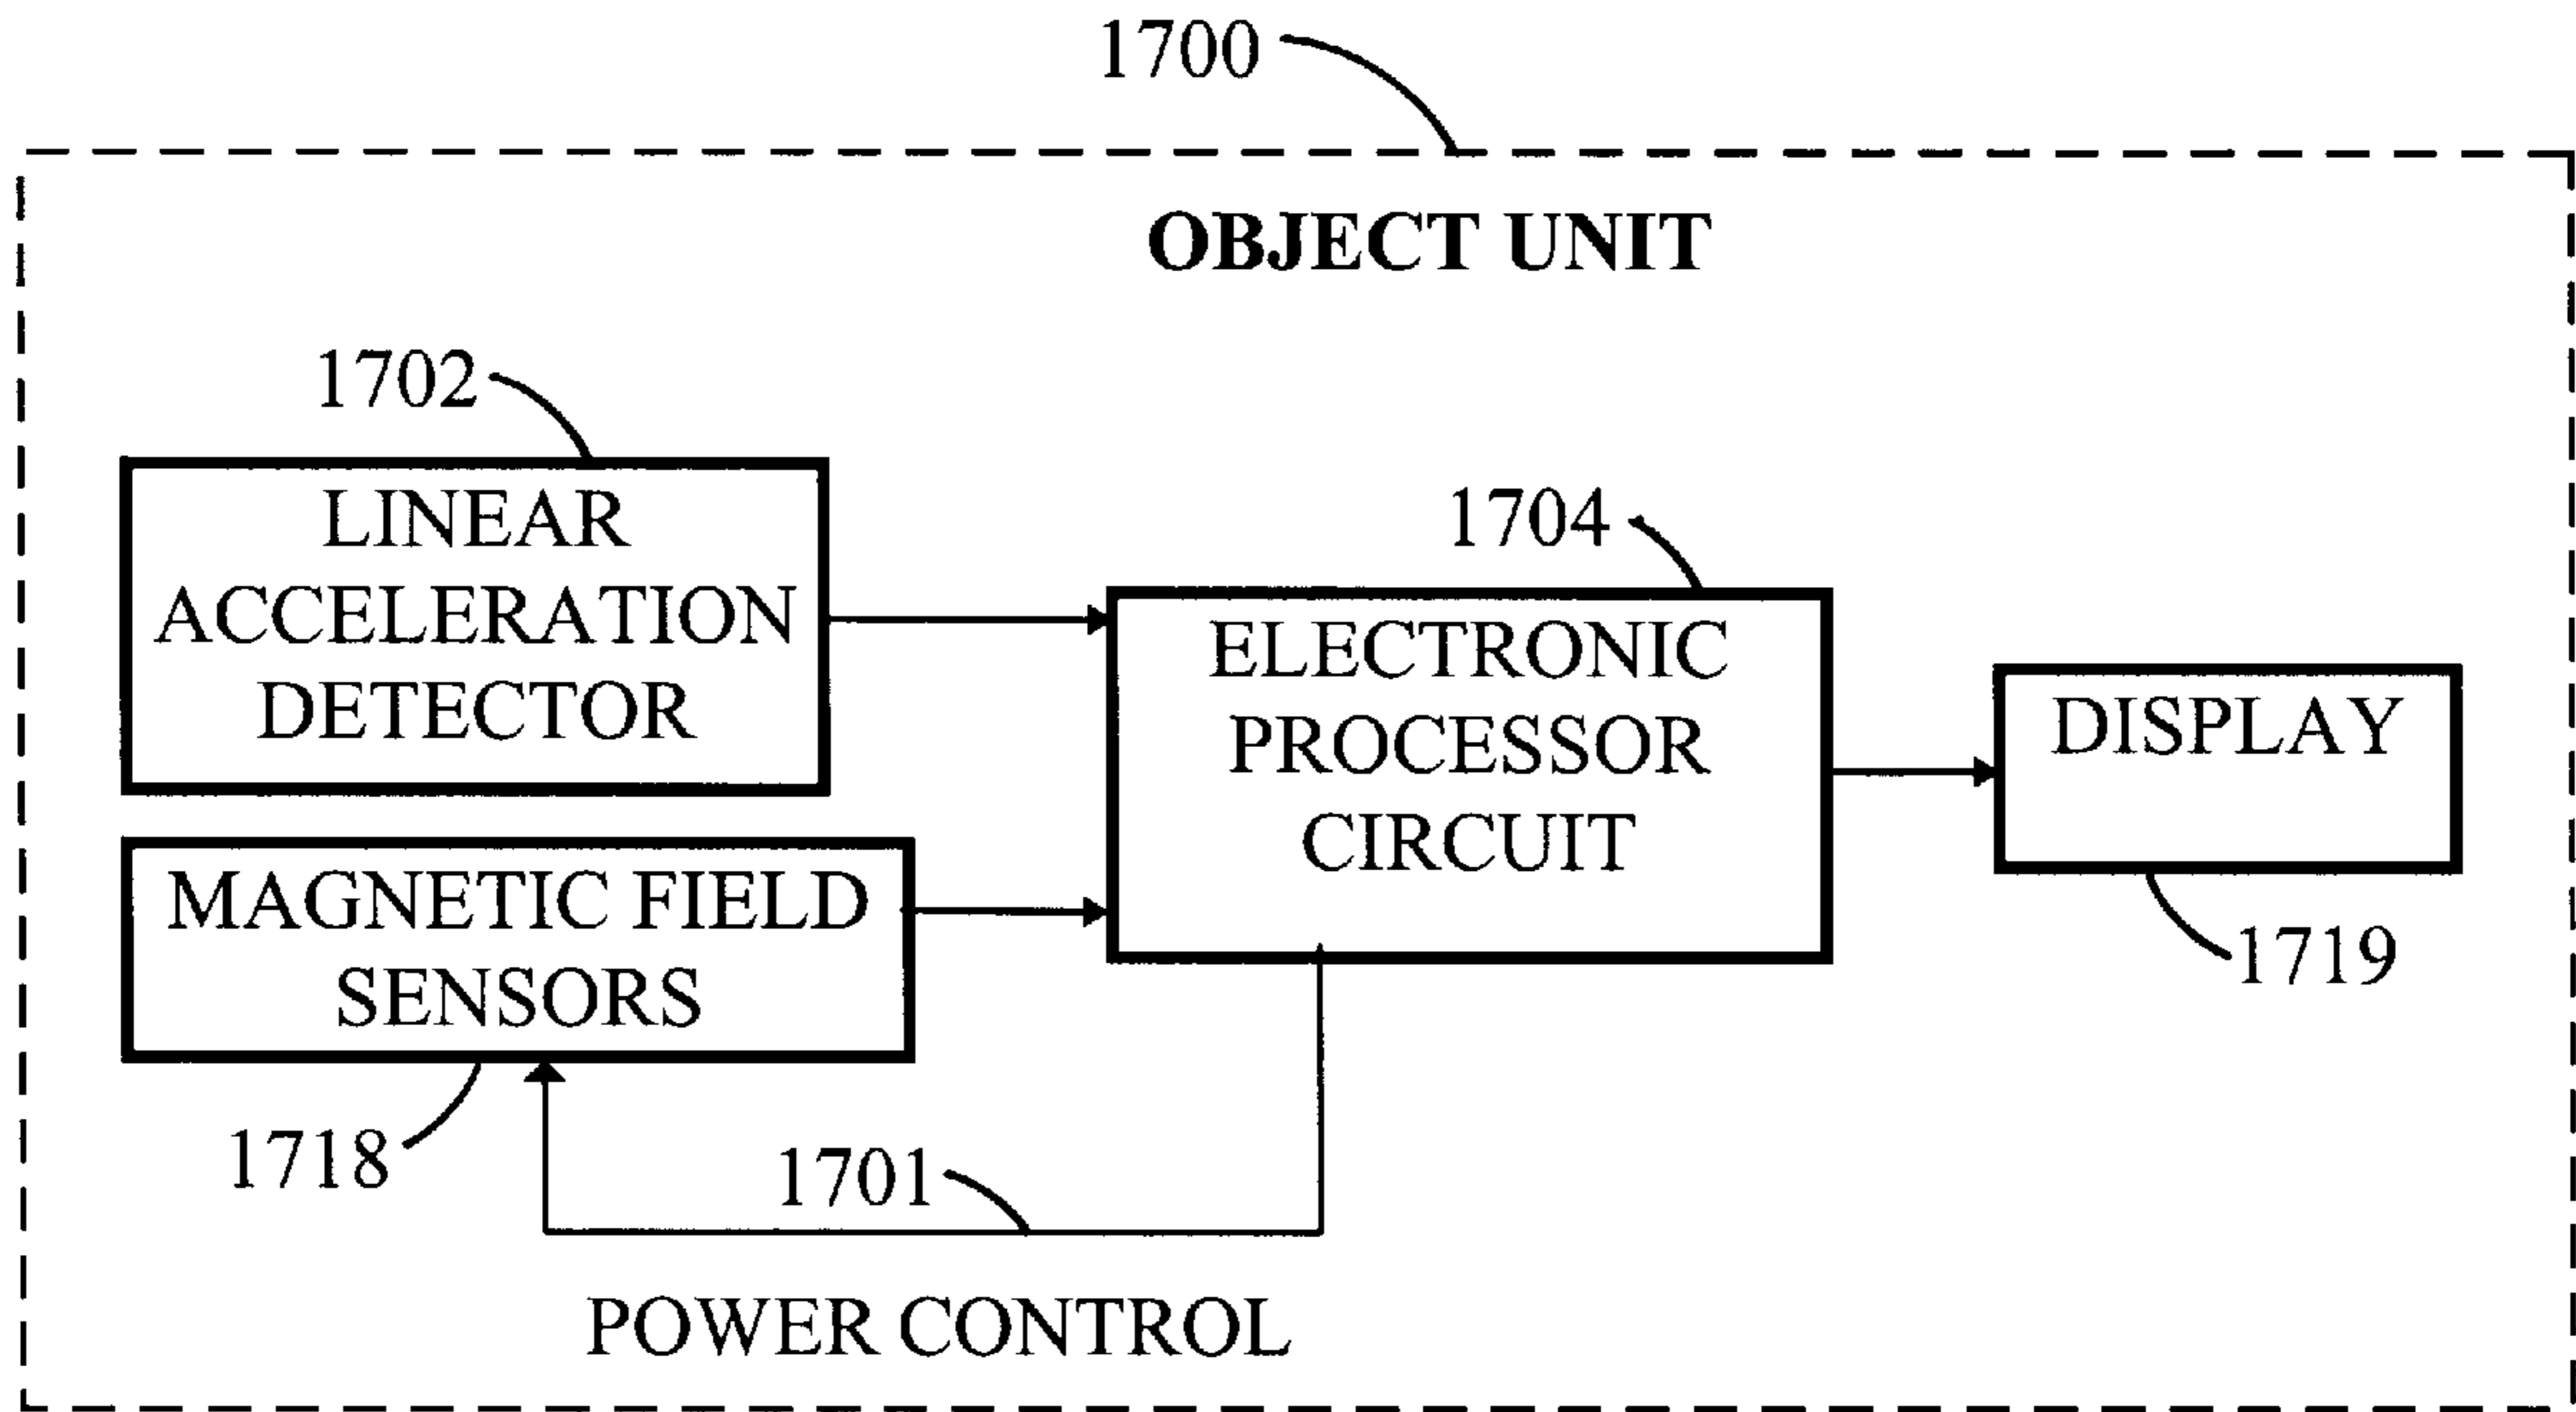 1700
OBJECT UNIT
1702
LINEAR
ACCELERATION
DETECTOR
1704
ELECTRONIC
PROCESSOR
CIRCUIT
DISPLAY
1719
MAGNETIC FIELD
SENSORS
1718
1701
POWER CONTROL